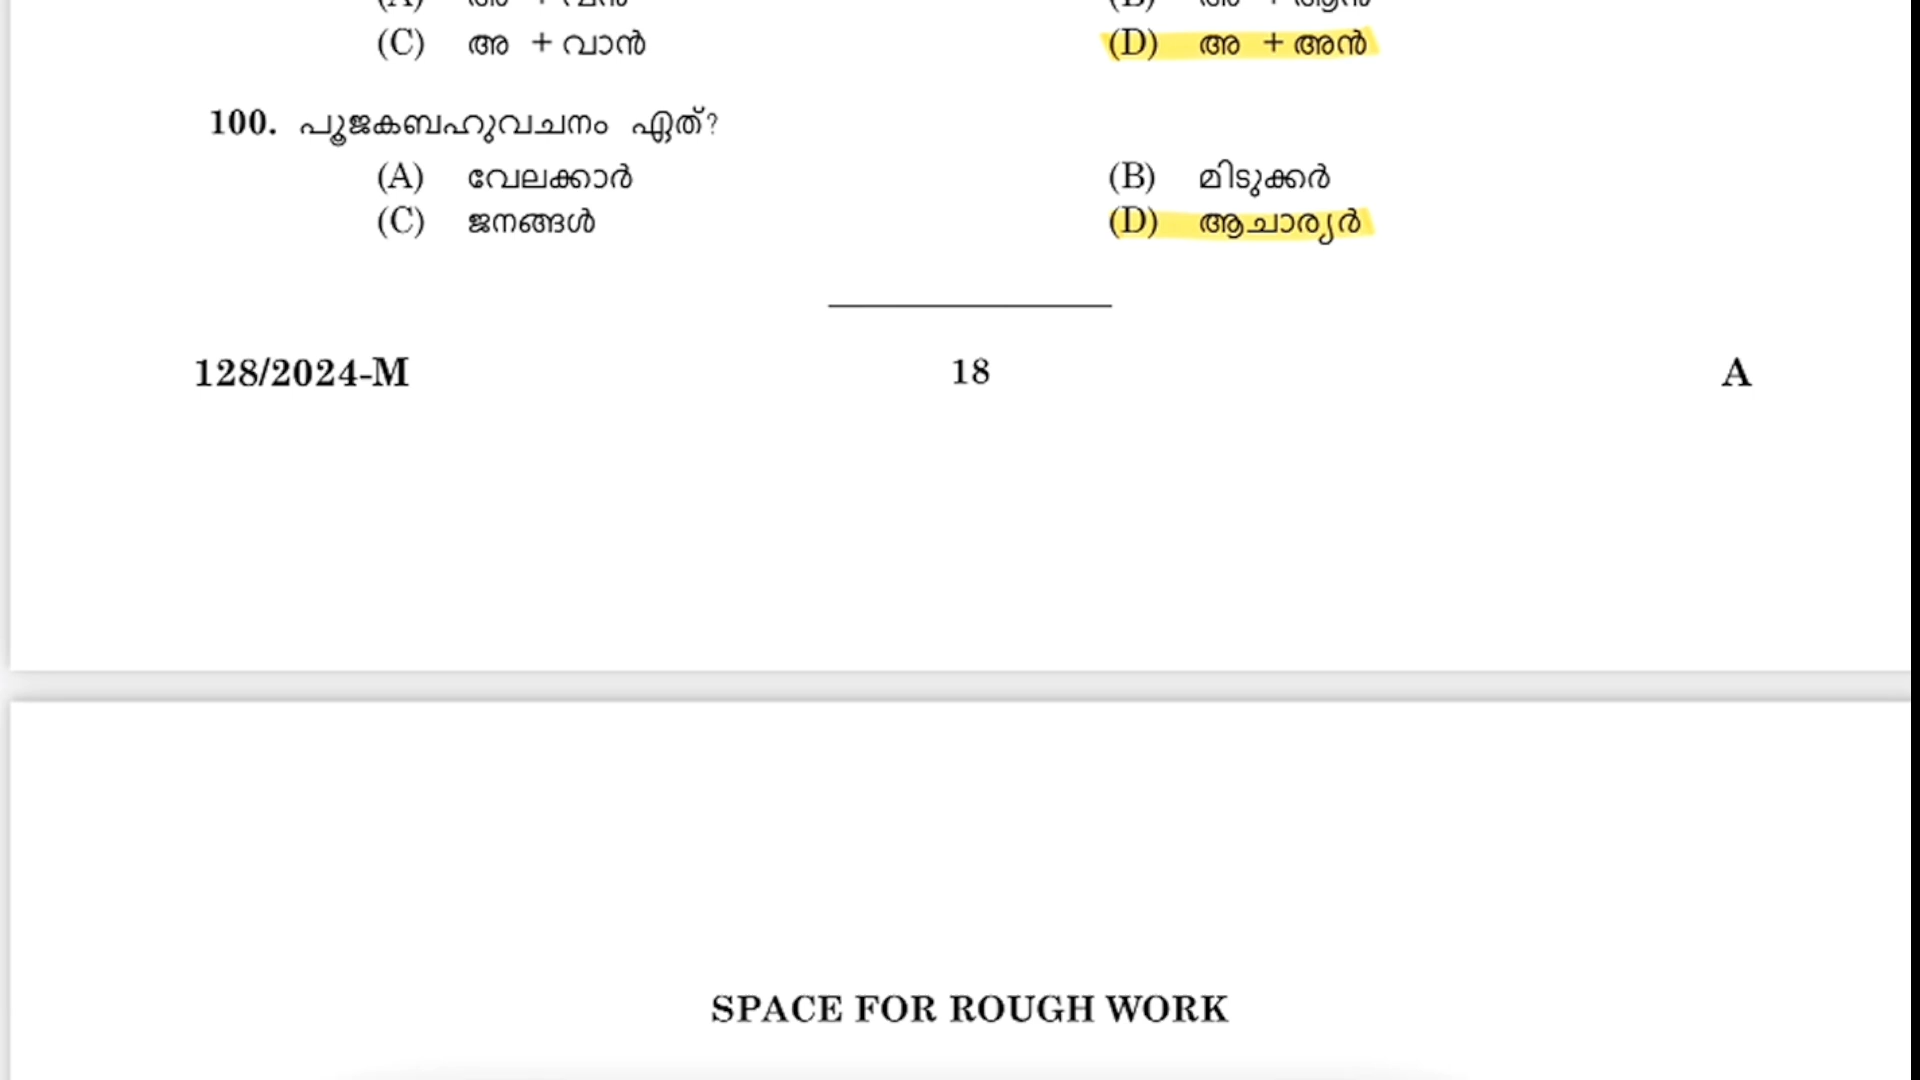 (C) അ + വാൻ (D) അ + അൻ
100. പൂജകബഹുവചനം ഏത്?
(A) വേലക്കാർ (B) മിടുക്കർ
(C) ജനങ്ങൾ (D) ആചാര്യർ
128/2024-M 18 A
SPACE FOR ROUGH WORK